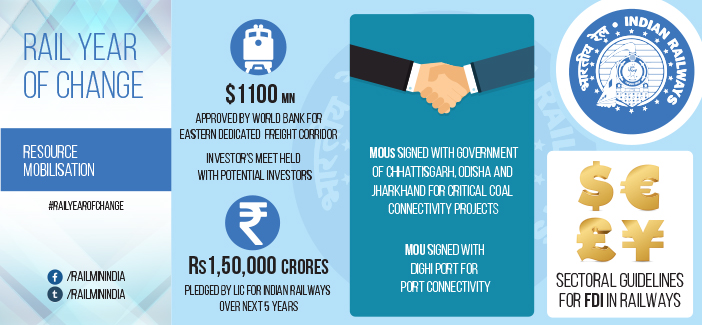 RAIL YEAR
OF CHANGE
RESOURCE
MOBILISATION
#RAILYEAROFCHANGE
/RAILMININDIA
/RAILMININDIA
$1100 MN
APPROVED BY WORLD BANK FOR
EASTERN DEDICATED FREIGHT CORRIDOR
INVESTOR'S MEET HELD
WITH POTENTIAL INVESTORS
₹
RS1,50,000 CRORES
PLEDGED BY LIC FOR INDIAN RAILWAYS
OVER NEXT 5 YEARS
MOUS SIGNED WITH GOVERNMENT
OF CHHATTISGARH, ODISHA AND
JHARKHAND FOR CRITICAL COAL
CONNECTIVITY PROJECTS
MOU SIGNED WITH
DIGHI PORT FOR
PORT CONNECTIVITY
भारतीय रेल
INDIAN RAILWAYS
$ €
£ ¥
SECTORAL GUIDELINES
FOR FDI IN RAILWAYS